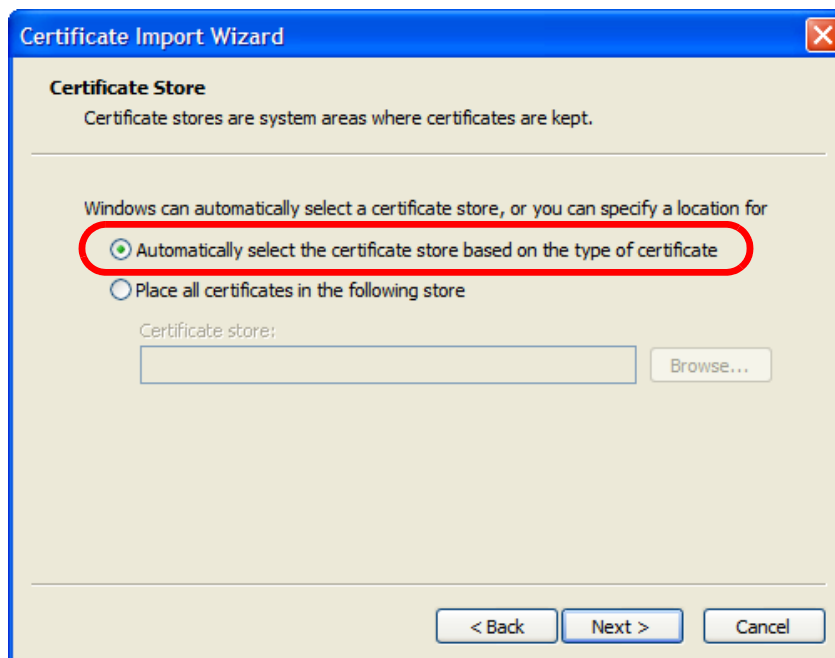 Certificate Import Wizard
Certificate Store
Certificate stores are system areas where certificates are kept.
Windows can automatically select a certificate store, or you can specify a location for
Automatically select the certificate store based on the type of certificate
Place all certificates in the following store
Certificate store:
Browse...
< Back Next > Cancel